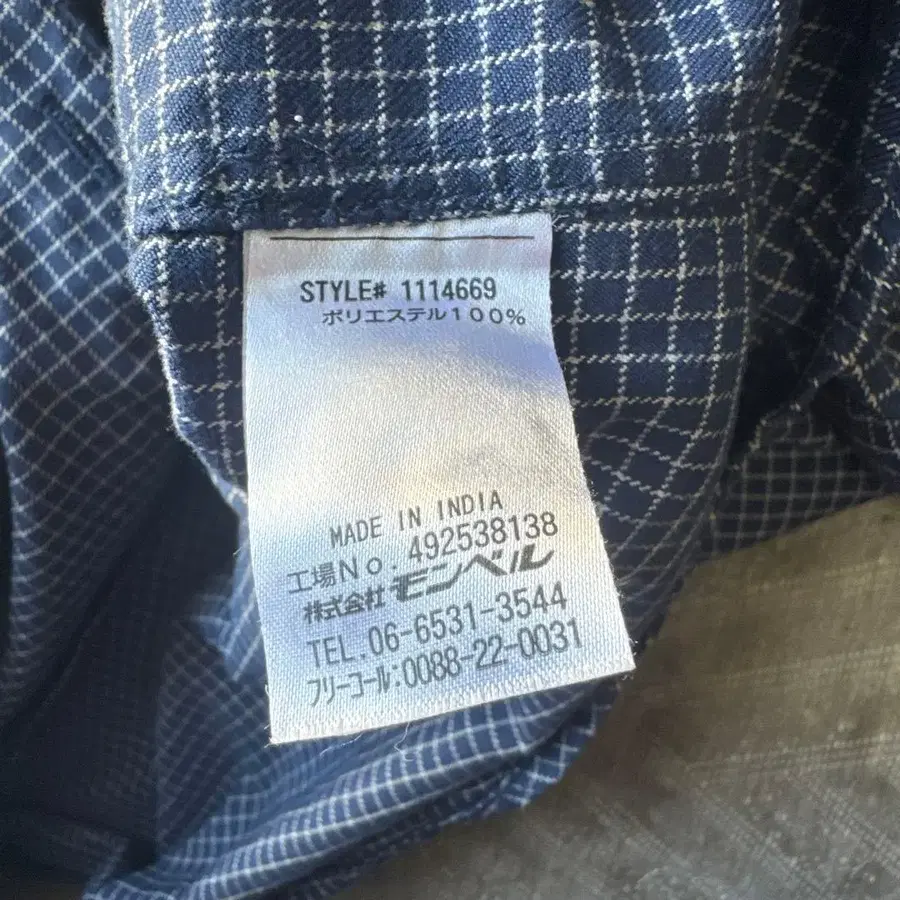 STYLE# 1114669
ポリエステル100%
MADE IN INDIA
工場No. 492538138
株式会社 モンベル
TEL.06-6531-3544
フリーコール:0088-22-0031